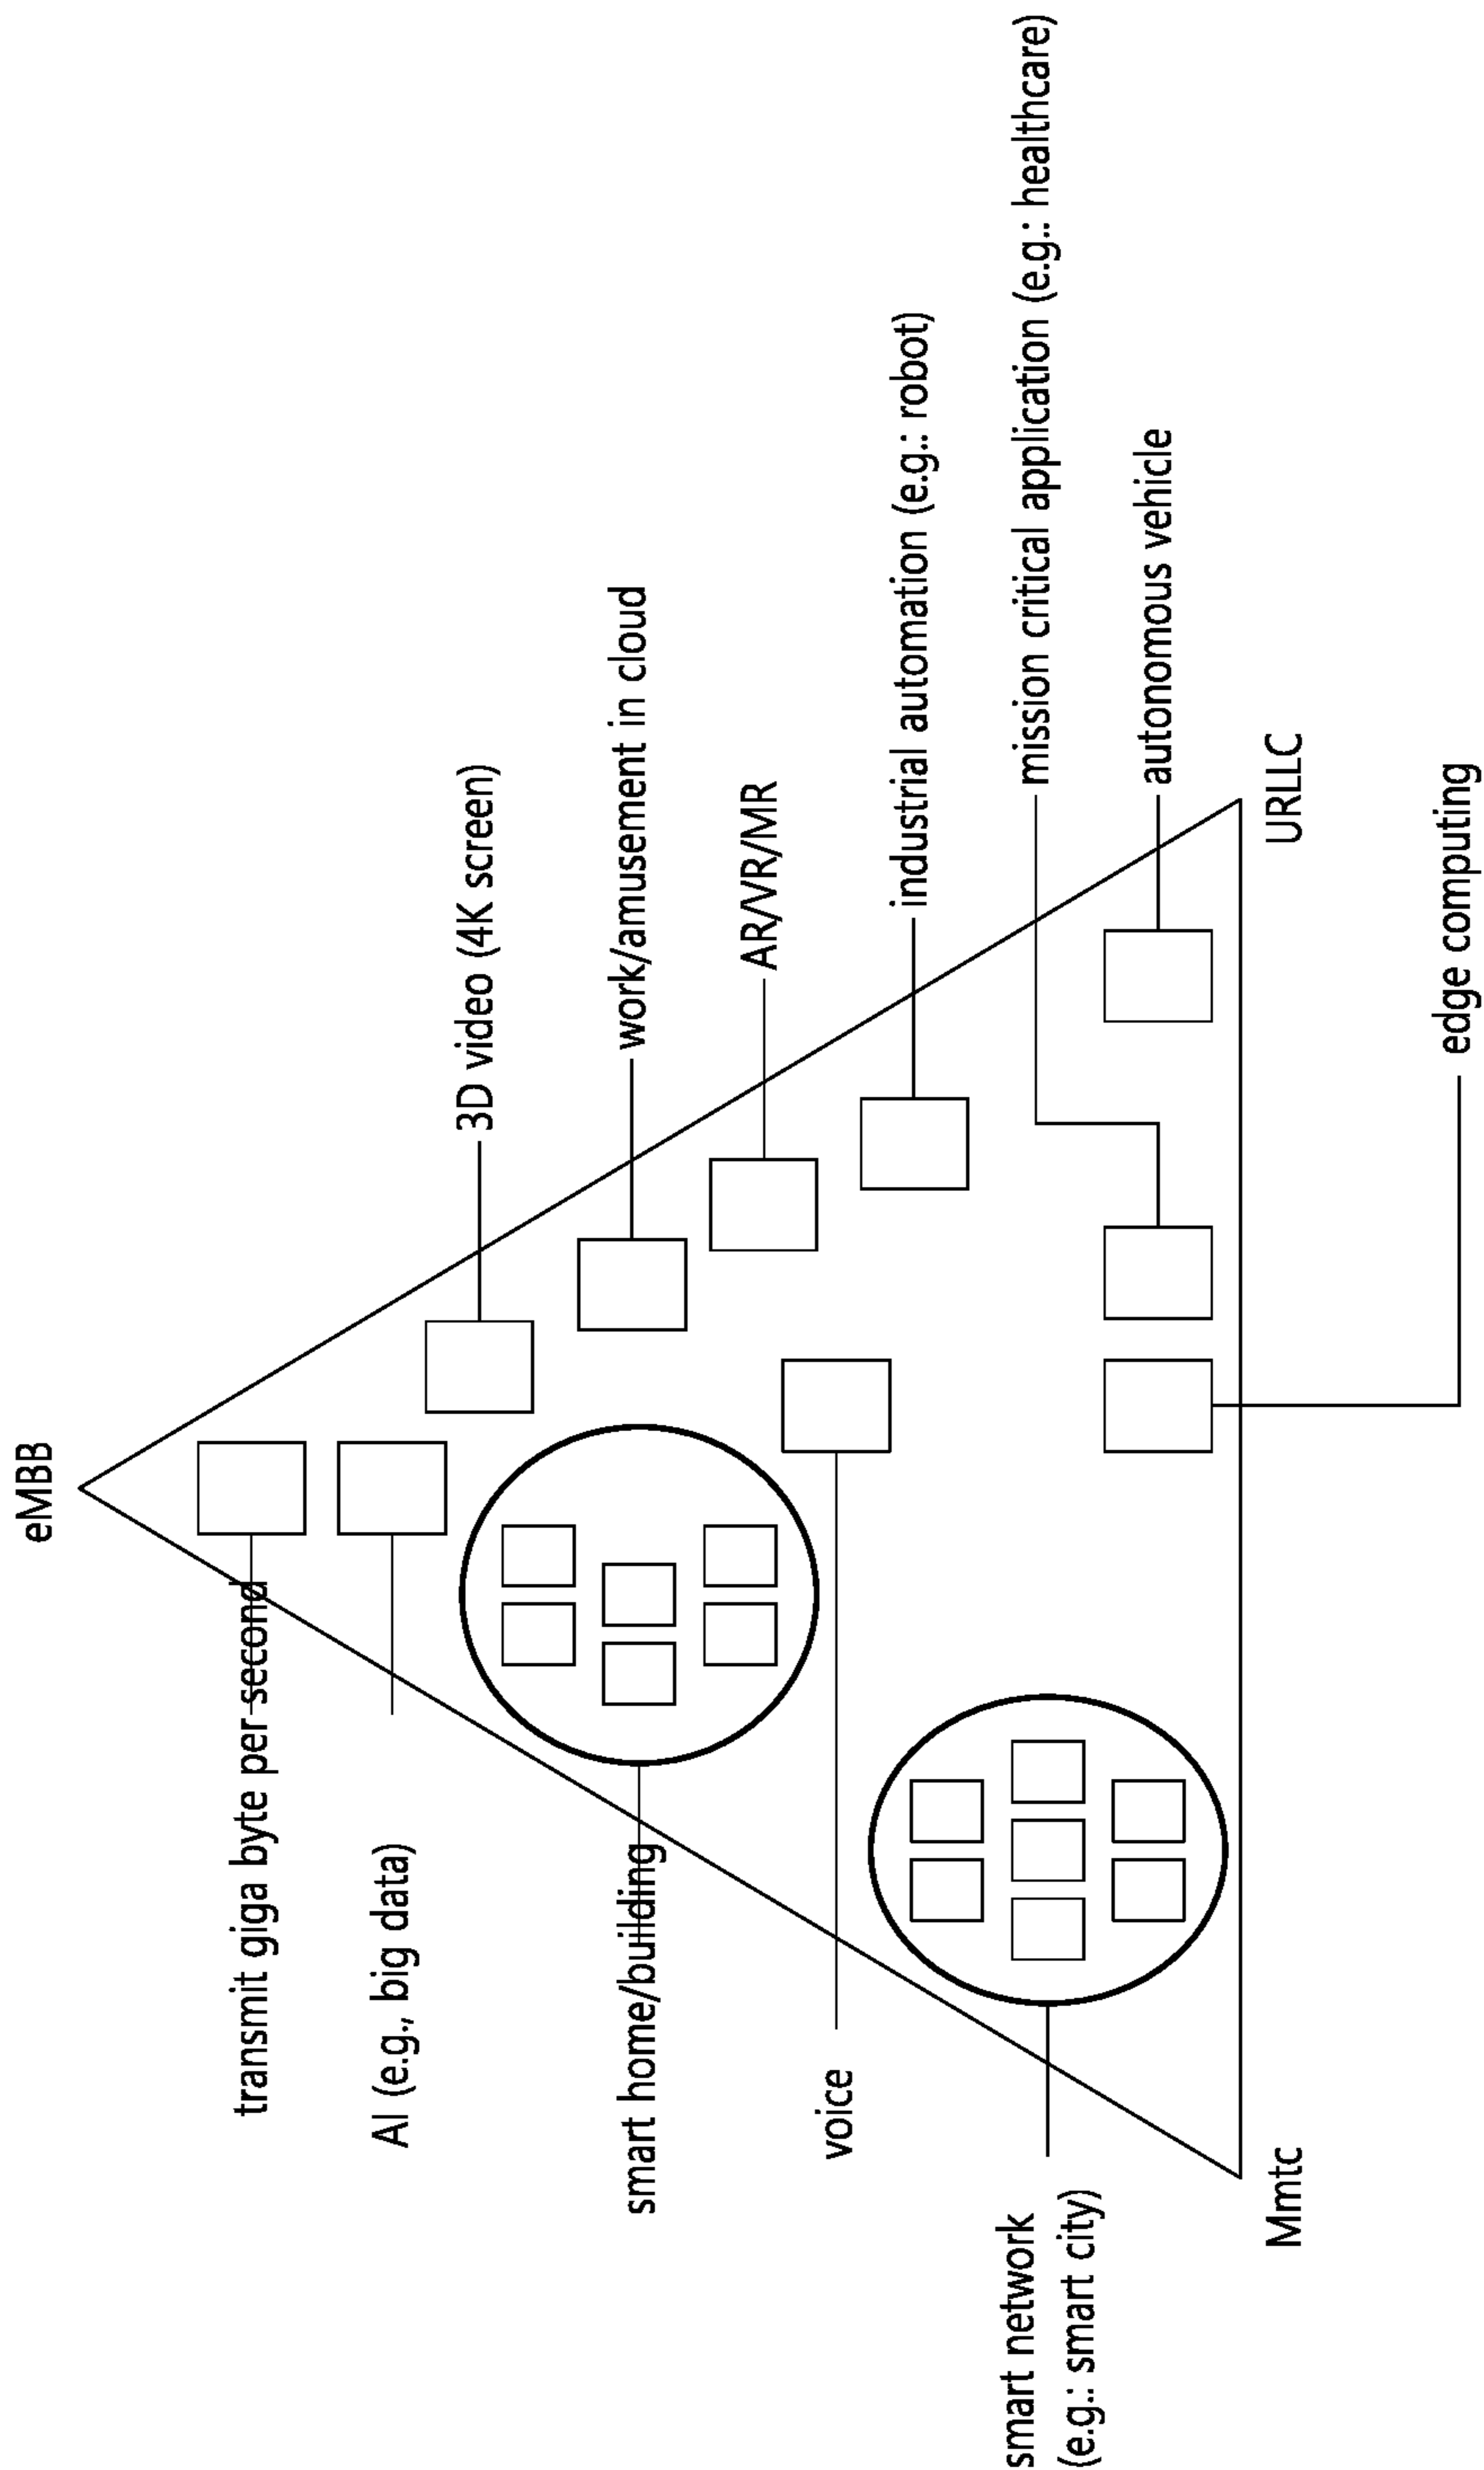 eMBB
transmit giga byte per second
AI (e.g., big data)
3D video (4K screen)
smart home/building
work/amusement in cloud
AR/VR/MR
voice
industrial automation (e.g.: robot)
smart network
(e.g.: smart city)
mission critical application (e.g.: healthcare)
autonomous vehicle
Mmtc
URLLC
edge computing